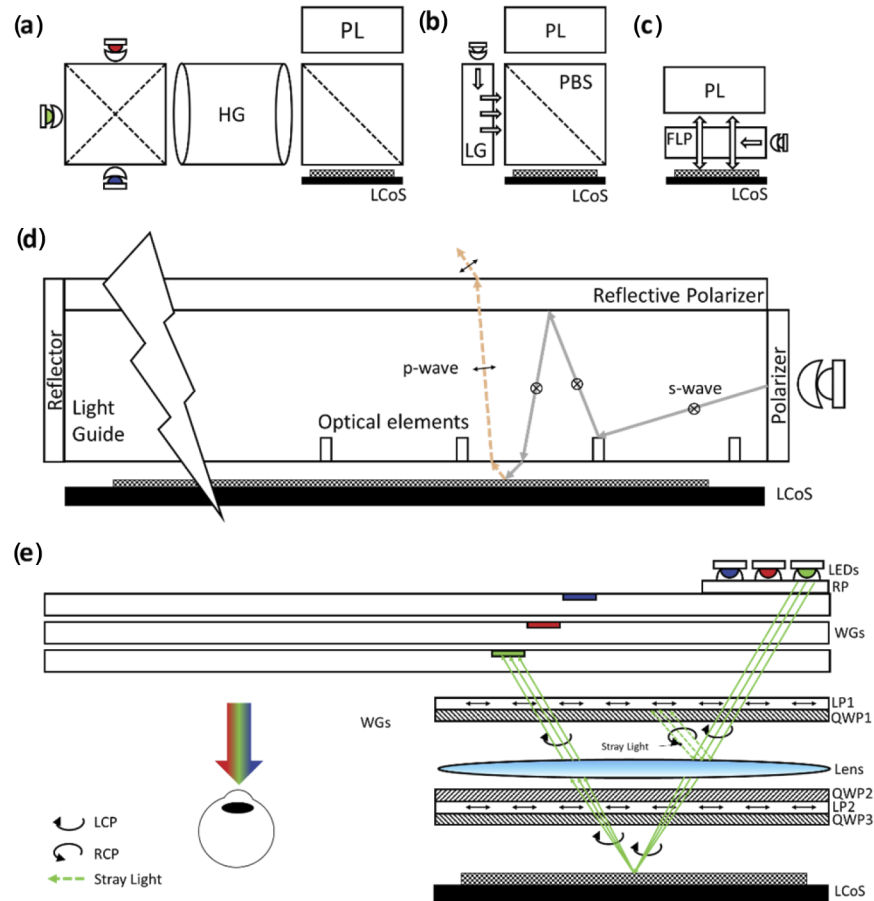 (a)
HG
PL
LCoS
(b)
LG
PL
PBS
LCoS
(c)
PL
FLP
LCoS
(d)
Reflective Polarizer
Reflector
Light
Guide
p-wave
Optical elements
s-wave
Polarizer
LCoS
(e)
LEDs
RP
WGs
LP1
QWP1
WGs
Stray Light
Lens
QWP2
LP2
QWP3
LCP
RCP
Stray Light
LCoS